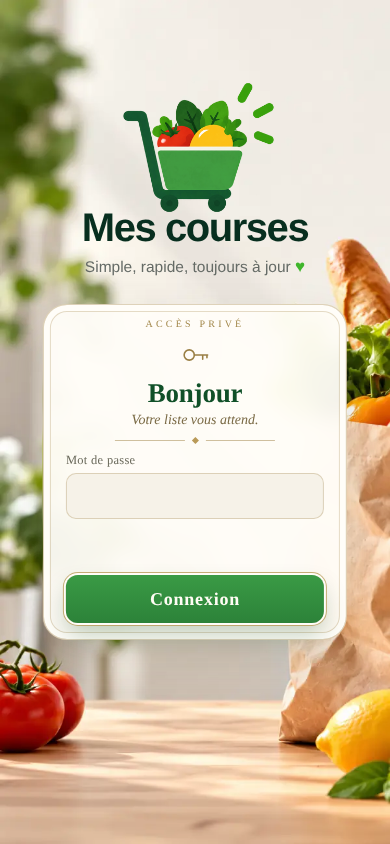 Mes courses
Simple, rapide, toujours à jour ♥
ACCÈS PRIVÉ
Bonjour
Votre liste vous attend.
Mot de passe
Connexion